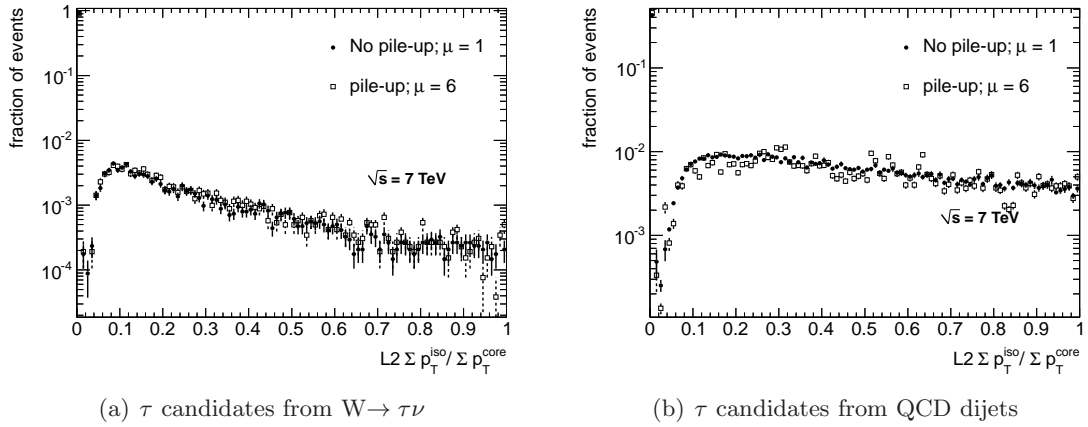 fraction of events
1
10⁻¹
10⁻²
10⁻³
10⁻⁴
No pile-up; μ = 1
pile-up; μ = 6
√s = 7 TeV
0 0.1 0.2 0.3 0.4 0.5 0.6 0.7 0.8 0.9 1
L2 Σ p_T^iso / Σ p_T^core
(a) τ candidates from W→ τν
fraction of events
10⁻¹
10⁻²
10⁻³
No pile-up; μ = 1
pile-up; μ = 6
√s = 7 TeV
0 0.1 0.2 0.3 0.4 0.5 0.6 0.7 0.8 0.9 1
L2 Σ p_T^iso / Σ p_T^core
(b) τ candidates from QCD dijets